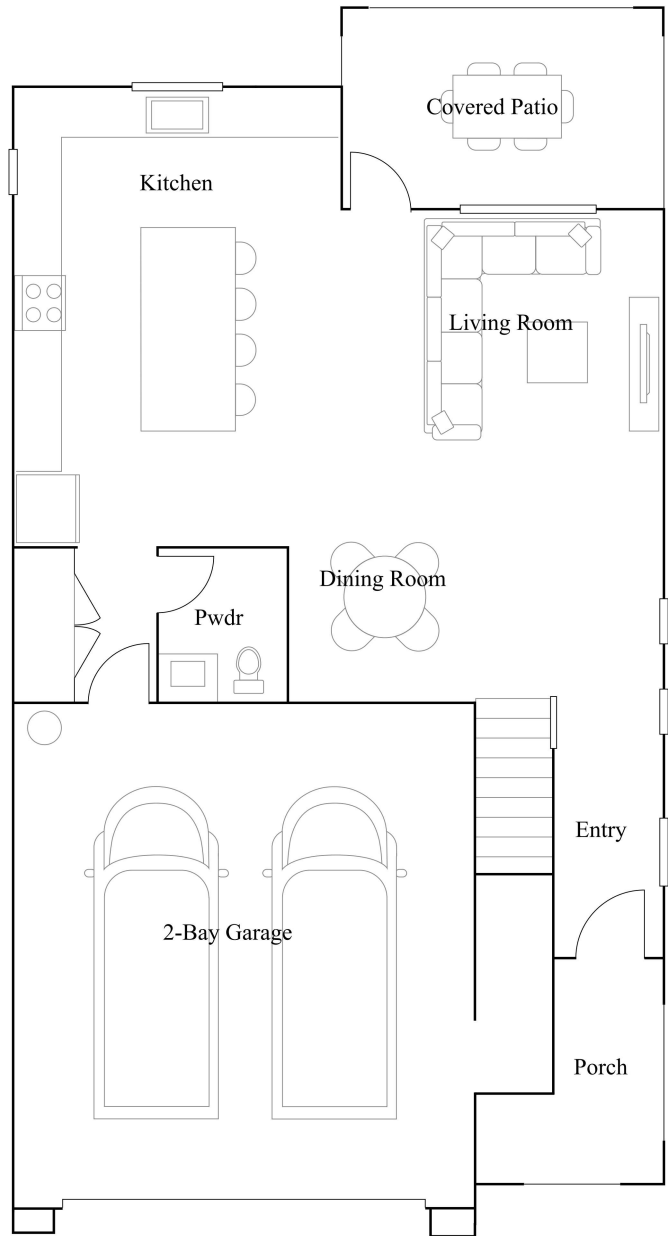 Covered Patio
Kitchen
Living Room
Dining Room
Pwdr
Entry
2-Bay Garage
Porch